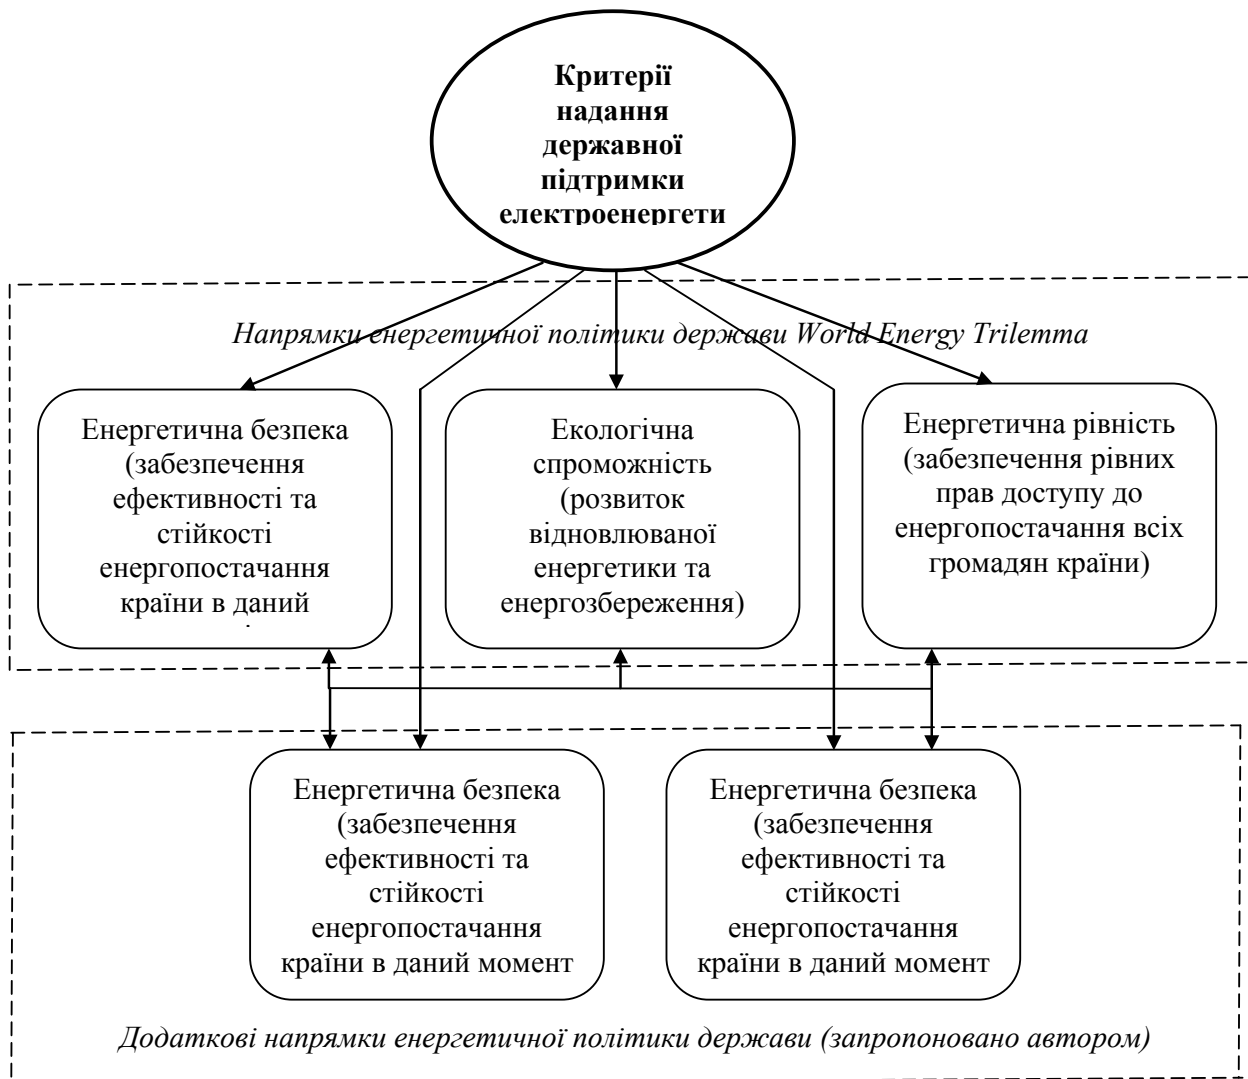 Критерії
надання
державної
підтримки
електроенергети
Напрямки енергетичної політики держави World Energy Trilemma
Енергетична безпека
(забезпечення
ефективності та
стійкості
енергопостачання
країни в даний
Екологічна
спроможність
(розвиток
відновлюваної
енергетики та
енергозбереження)
Енергетична рівність
(забезпечення рівних
прав доступу до
енергопостачання всіх
громадян країни)
Енергетична безпека
(забезпечення
ефективності та
стійкості
енергопостачання
країни в даний момент
Енергетична безпека
(забезпечення
ефективності та
стійкості
енергопостачання
країни в даний момент
Додаткові напрямки енергетичної політики держави (запропоновано автором)